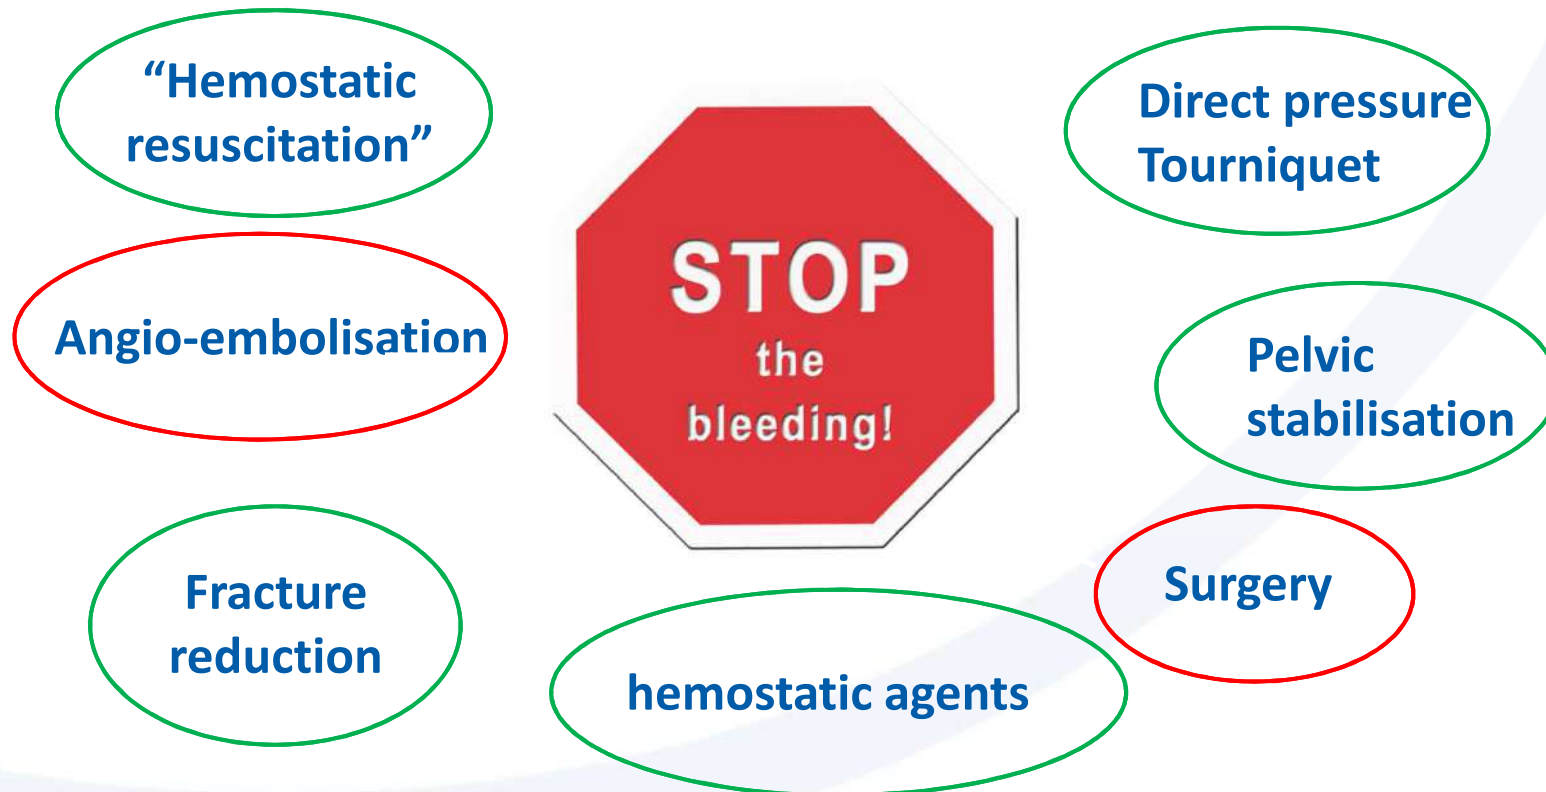 “Hemostatic
resuscitation”
Direct pressure
Tourniquet
STOP
the
bleeding!
Angio-embolisation
Pelvic
stabilisation
Fracture
reduction
Surgery
hemostatic agents